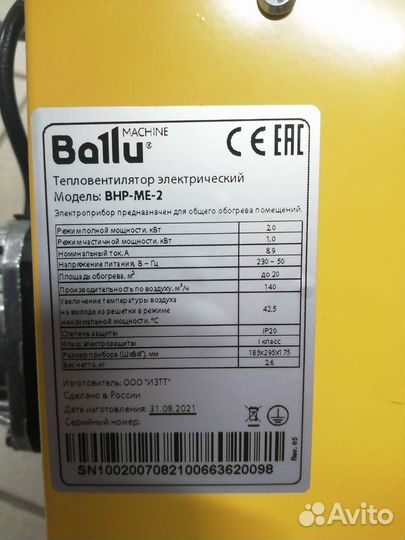 Ballu MACHINE ®
CE EAC
Тепловентилятор электрический
Модель: BHP-ME-2
Электроприбор предназначен для общего обогрева помещений.
Режим полной мощности, кВт 2.0
Режим частичной мощности, кВт 1,0
Номинальный ток. А 8,9
Напряжение питания, В ~ Гц 230 ~ 50
Площадь обогрева, м² до 20
Производительность по воздуху. м³/ч 140
Увеличение температуры воздуха
на выходе из решетки в режиме 42,5
максимальной мощности. °С
Степень защиты IP20
Класс электрозащиты I класс
Размер прибора (ШхВхГ), мм 185x295x175
Вес нетто, кг 2.6
Изготовитель: ООО "ИЗТТ"
Сделано в России
Дата изготовления: 31.08.2021
Серийный номер:
SN10020070821006636 20098
Rev. 05
Avito